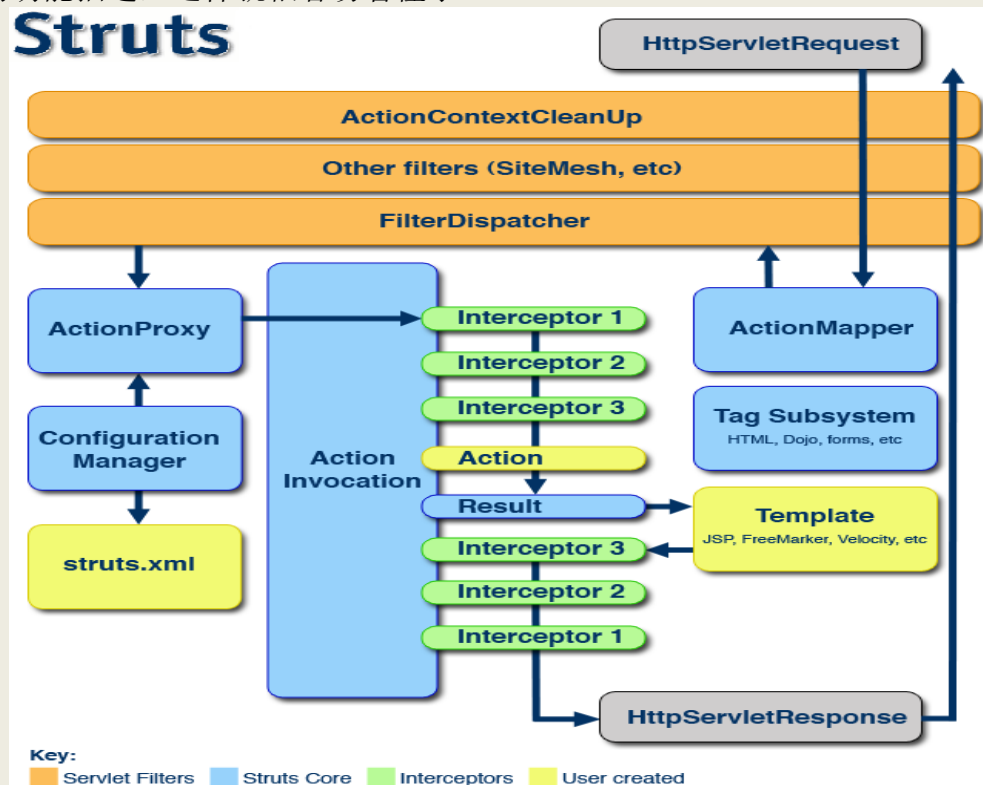 Struts
HttpServletRequest
ActionContextCleanUp
Other filters (SiteMesh, etc)
FilterDispatcher
ActionProxy
Interceptor 1
ActionMapper
Interceptor 2
Interceptor 3
Tag Subsystem
HTML, Dojo, forms, etc
Configuration
Manager
Action
Invocation
Action
Result
Template
JSP, FreeMarker, Velocity, etc
struts.xml
Interceptor 3
Interceptor 2
Interceptor 1
HttpServletResponse
Key:
Servlet Filters
Struts Core
Interceptors
User created